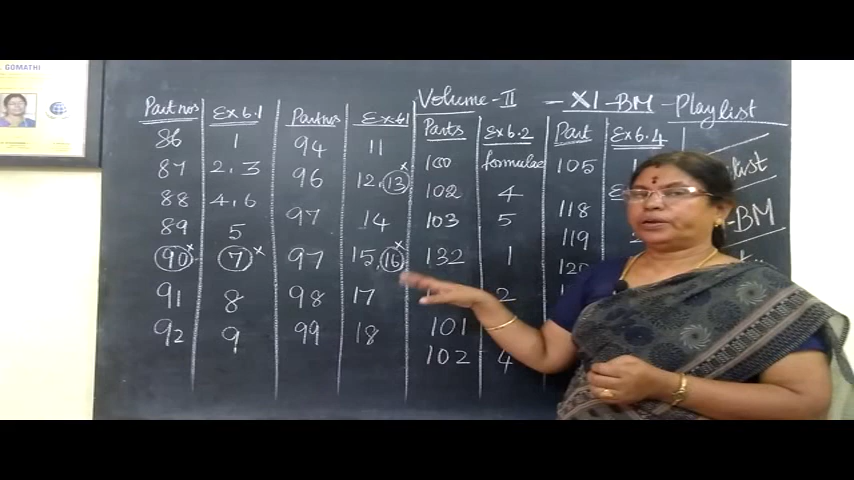 GOMATHI
Volume - II - XI - BM - Playlist
Part nos Ex 6.1 Part nos Ex 6.1 Parts Ex 6.2 Part Ex 6.4
86 1 94 11 100 formulae 105
87 2, 3 96 12, 13 x 102 4
88 4, 6 97 14 103 5 118
89 5 119
90 x 7 x 97 15, 16 x 132 1 120
91 8 98 17 2
92 9 99 18 101
102 4
-BM